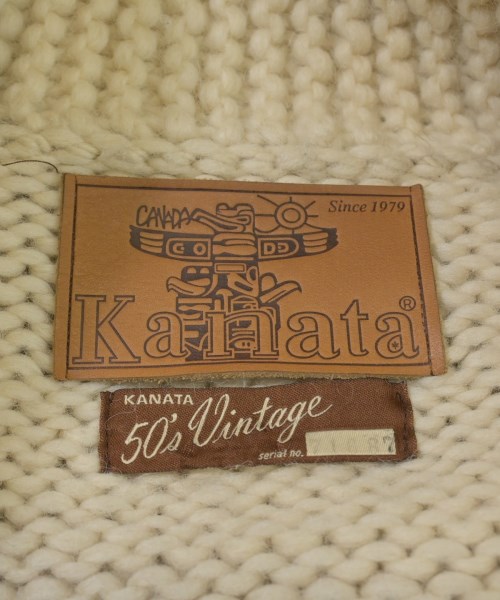 CANADA
Since 1979
Kanata®
KANATA
50's Vintage
serial no.